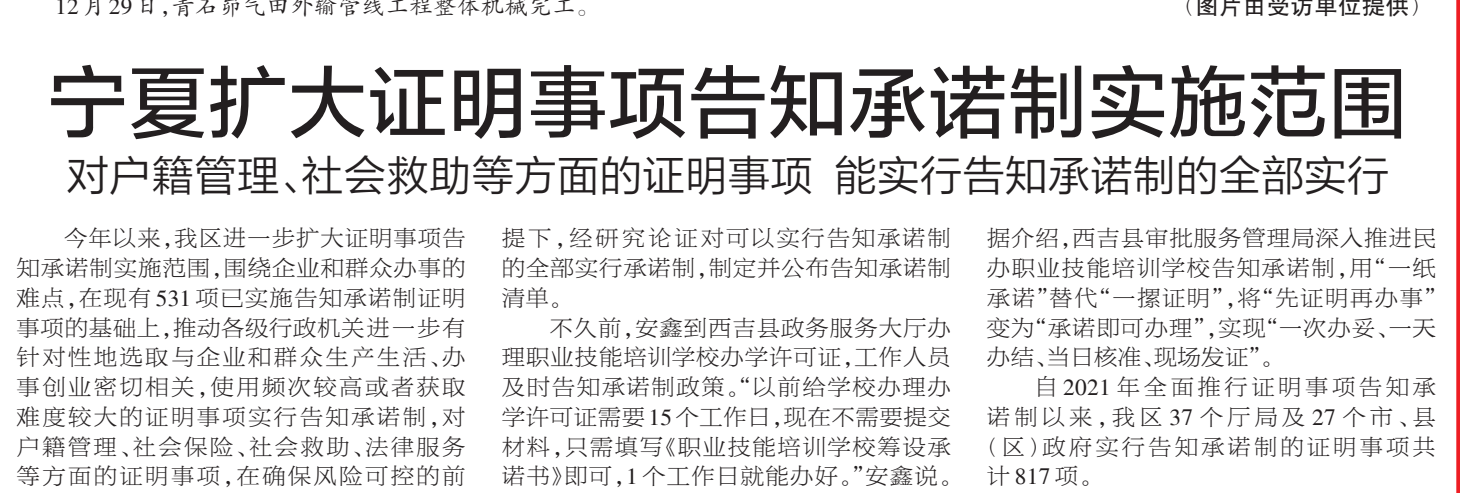 12月29日,青石峁气田外输管线工程整体机械完工。
(图片由受访单位提供)
宁夏扩大证明事项告知承诺制实施范围
对户籍管理、社会救助等方面的证明事项 能实行告知承诺制的全部实行
今年以来,我区进一步扩大证明事项告
知承诺制实施范围,围绕企业和群众办事的
难点,在现有531项已实施告知承诺制证明
事项的基础上,推动各级行政机关进一步有
针对性地选取与企业和群众生产生活、办
事创业密切相关,使用频次较高或者获取
难度较大的证明事项实行告知承诺制,对
户籍管理、社会保险、社会救助、法律服务
等方面的证明事项,在确保风险可控的前
提下,经研究论证对可以实行告知承诺制
的全部实行承诺制,制定并公布告知承诺制
清单。
不久前,安鑫到西吉县政务服务大厅办
理职业技能培训学校办学许可证,工作人员
及时告知承诺制政策。“以前给学校办理办
学许可证需要15个工作日,现在不需要提交
材料,只需填写《职业技能培训学校筹设承
诺书》即可,1个工作日就能办好。”安鑫说。
据介绍,西吉县审批服务管理局深入推进民
办职业技能培训学校告知承诺制,用“一纸
承诺”替代“一摞证明”,将“先证明再办事”
变为“承诺即可办理”,实现“一次办妥、一天
办结、当日核准、现场发证”。
自2021年全面推行证明事项告知承
诺制以来,我区37个厅局及27个市、县
(区)政府实行告知承诺制的证明事项共
计817项。